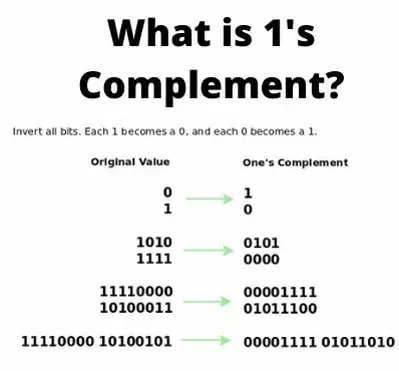 What is 1's
Complement?
Invert all bits. Each 1 becomes a 0, and each 0 becomes a 1.
Original Value One's Complement
0 1
1 0
1010 0101
1111 0000
11110000 00001111
10100011 01011100
11110000 10100101 00001111 01011010